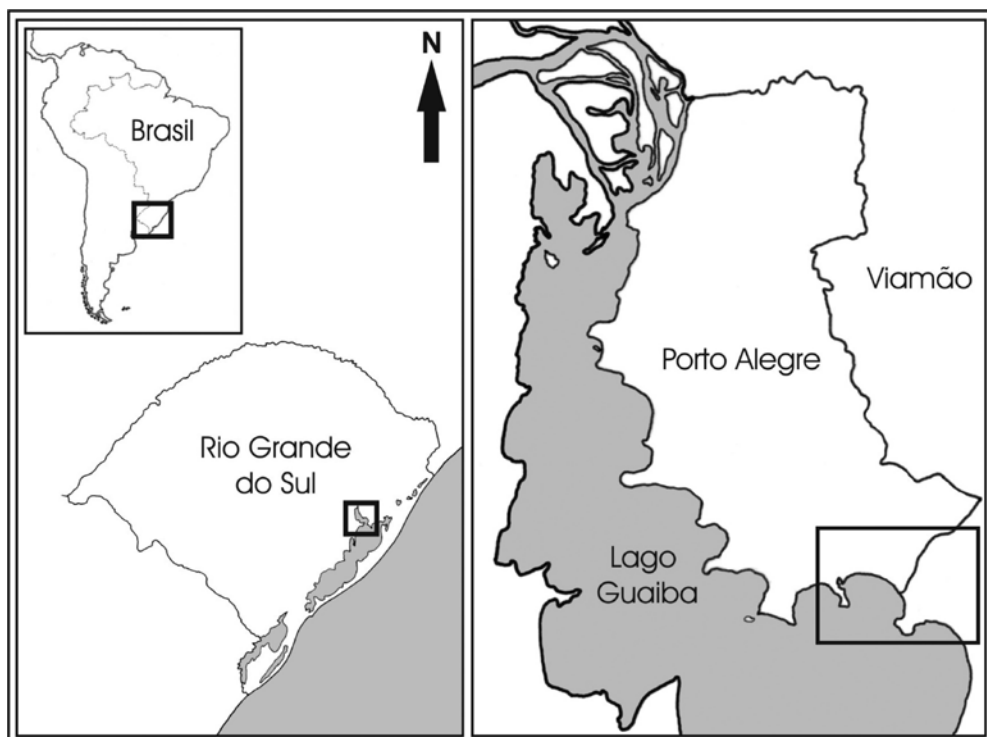 Brasil
N
Rio Grande
do Sul
Viamão
Porto Alegre
Lago
Guaiba